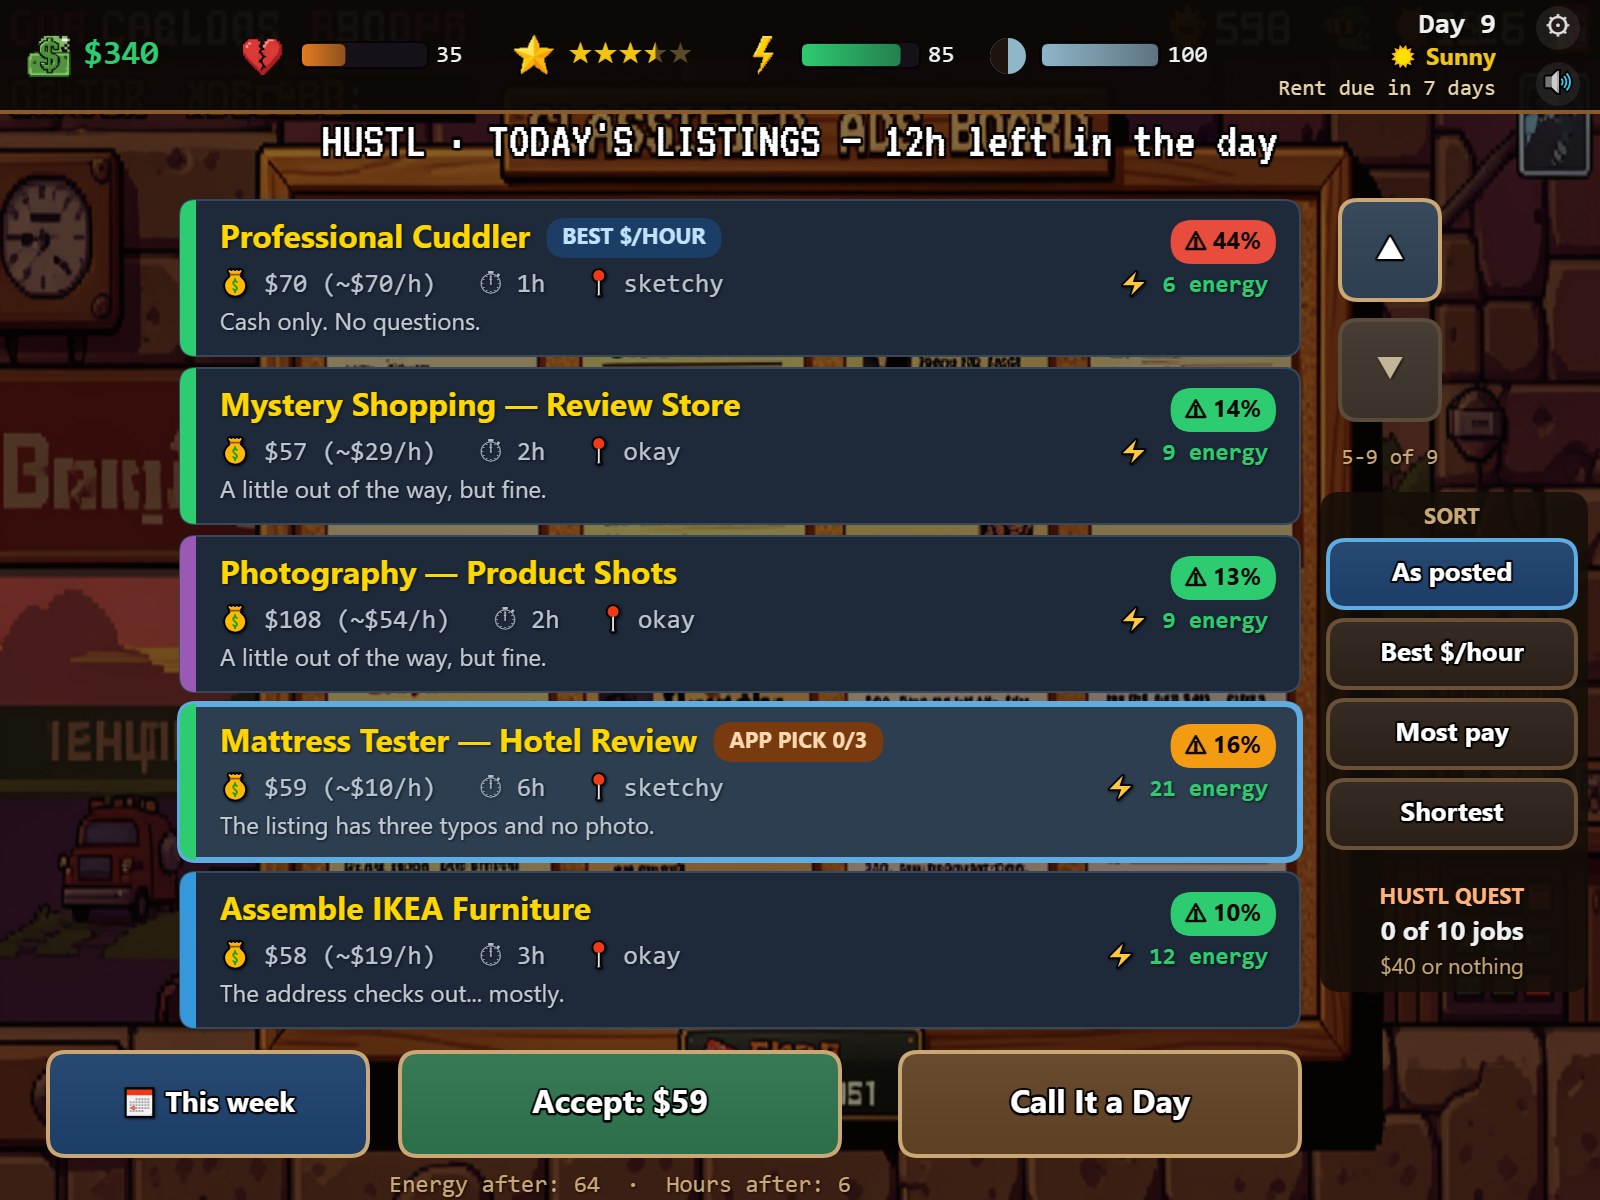 $340
35
85
100
Day 9
Sunny
Rent due in 7 days
HUSTL · TODAY'S LISTINGS – 12h left in the day
Professional Cuddler BEST $/HOUR ⚠ 44%
$70 (~$70/h) 1h sketchy 6 energy
Cash only. No questions.
Mystery Shopping — Review Store ⚠ 14%
$57 (~$29/h) 2h okay 9 energy
A little out of the way, but fine.
Photography — Product Shots ⚠ 13%
$108 (~$54/h) 2h okay 9 energy
A little out of the way, but fine.
Mattress Tester — Hotel Review APP PICK 0/3 ⚠ 16%
$59 (~$10/h) 6h sketchy 21 energy
The listing has three typos and no photo.
Assemble IKEA Furniture ⚠ 10%
$58 (~$19/h) 3h okay 12 energy
The address checks out... mostly.
5-9 of 9
SORT
As posted
Best $/hour
Most pay
Shortest
HUSTL QUEST
0 of 10 jobs
$40 or nothing
This week
Accept: $59
Call It a Day
Energy after: 64 · Hours after: 6